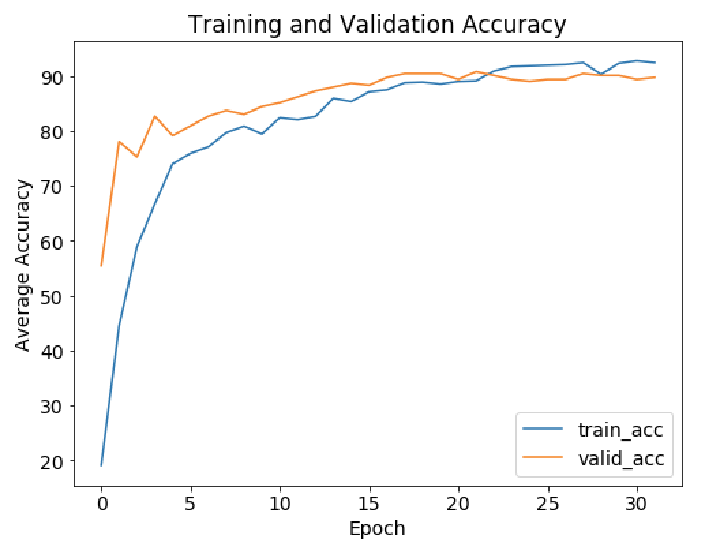 Training and Validation Accuracy
Average Accuracy
90
80
70
60
50
40
30
20
0 5 10 15 20 25 30
Epoch
train_acc
valid_acc